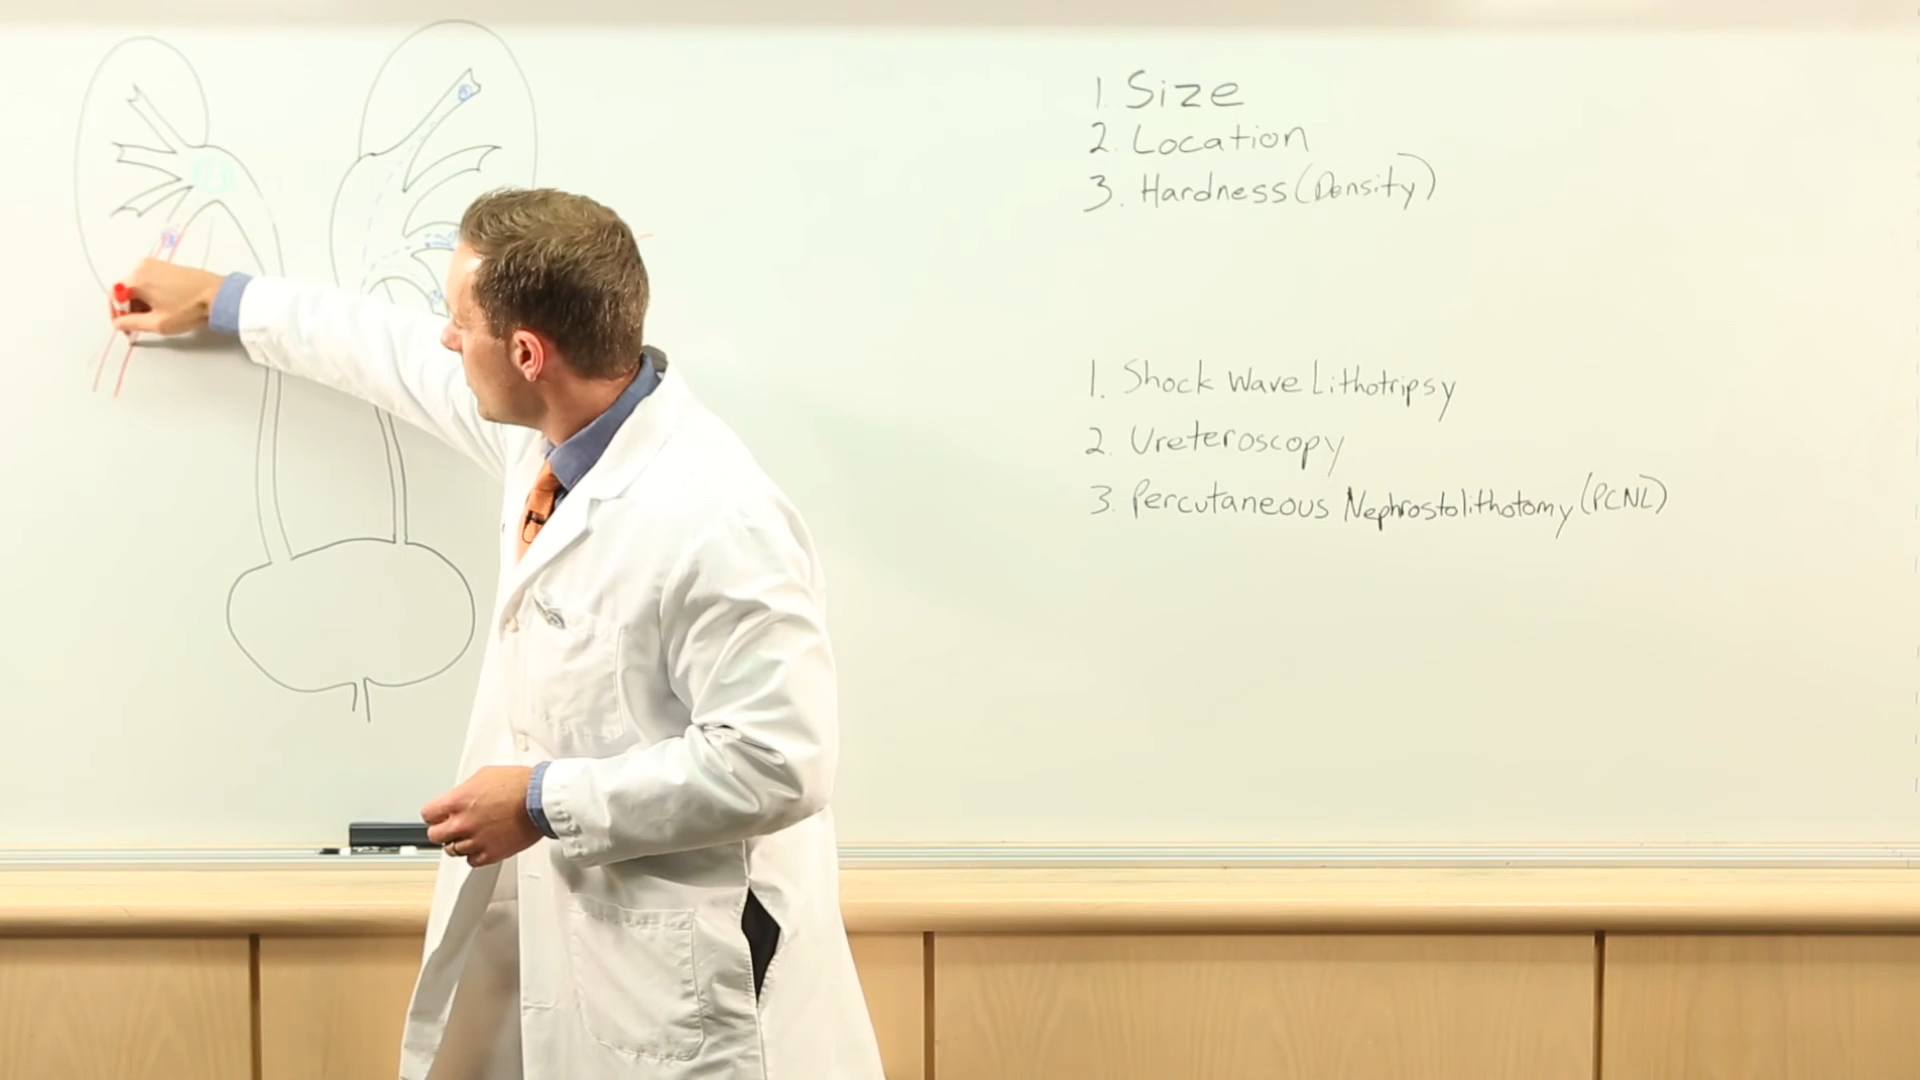 1. Size
2. Location
3. Hardness (Density)
1. Shock Wave Lithotripsy
2. Ureteroscopy
3. Percutaneous Nephrostolithotomy (PCNL)